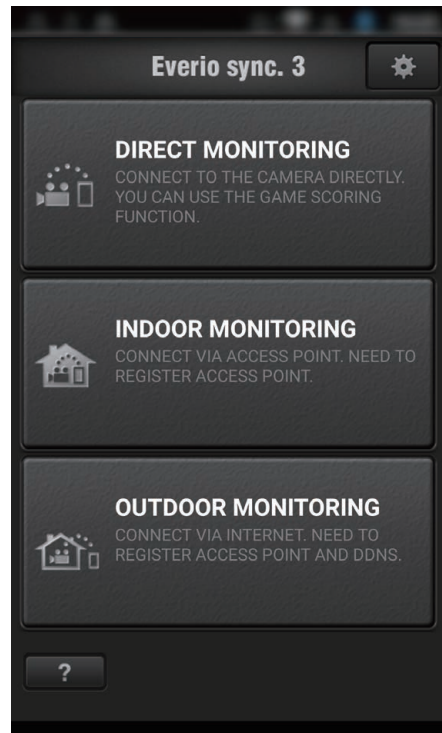 Everio sync. 3
DIRECT MONITORING
CONNECT TO THE CAMERA DIRECTLY.
YOU CAN USE THE GAME SCORING
FUNCTION.
INDOOR MONITORING
CONNECT VIA ACCESS POINT. NEED TO
REGISTER ACCESS POINT.
OUTDOOR MONITORING
CONNECT VIA INTERNET. NEED TO
REGISTER ACCESS POINT AND DDNS.
?